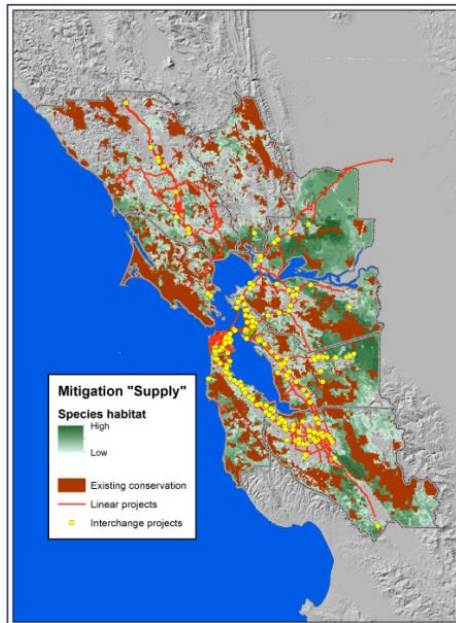 Mitigation "Supply"
Species habitat
High
Low
Existing conservation
Linear projects
Interchange projects